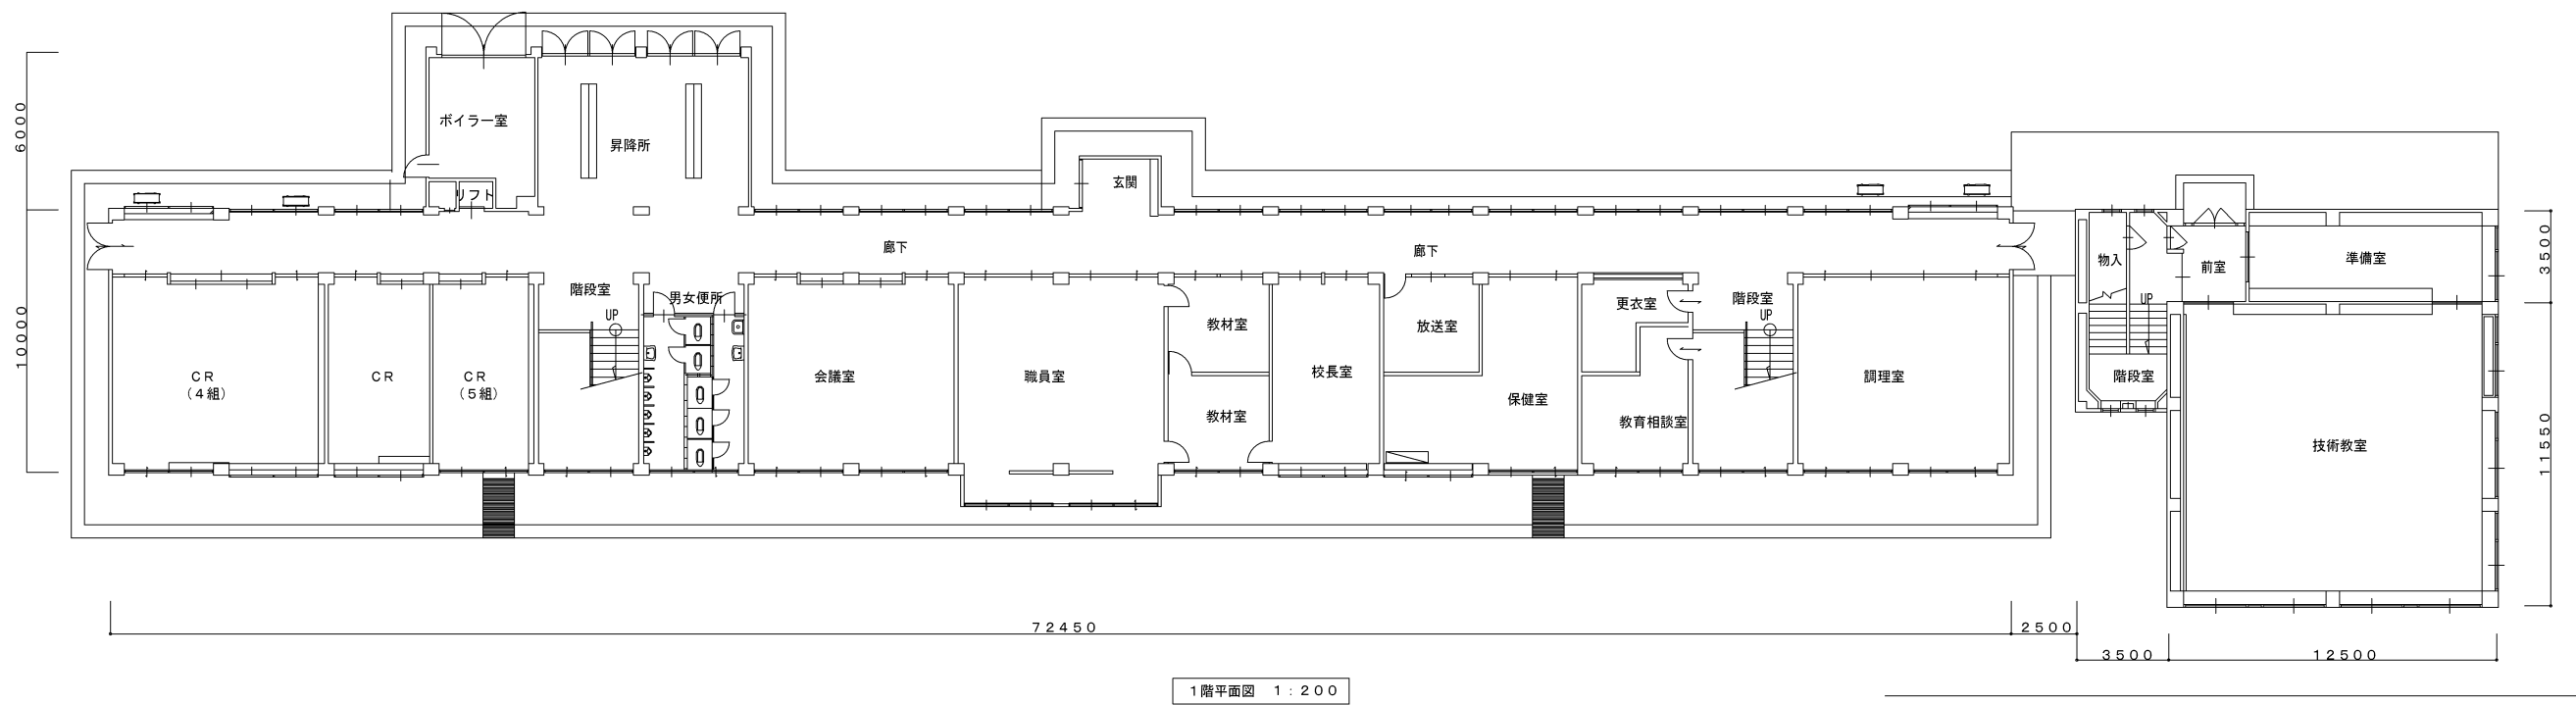 6000
10000
ボイラー室
昇降所
リフト
玄関
廊下
廊下
階段室
UP
男女便所
CR
(4組)
CR
CR
(5組)
会議室
職員室
教材室
教材室
校長室
放送室
保健室
更衣室
教育相談室
階段室
UP
調理室
物入
UP
前室
準備室
階段室
技術教室
3500
11550
72450
2500
3500
12500
1階平面図 1:200